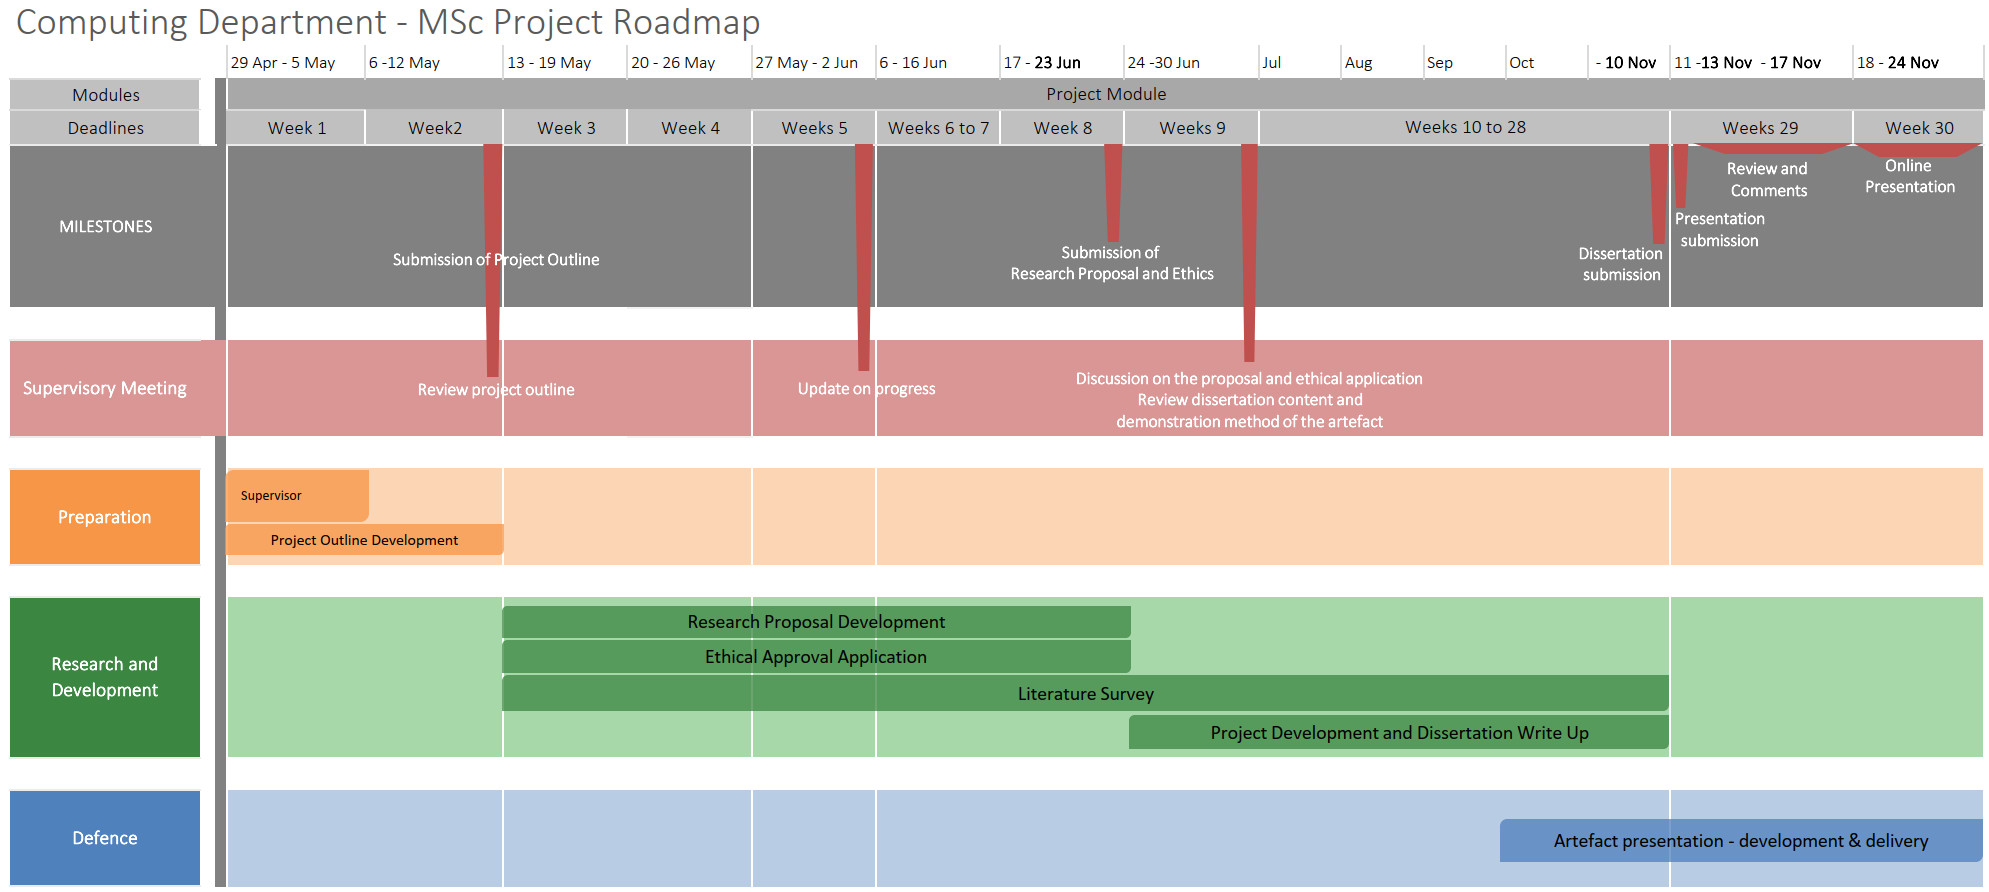 Computing Department - MSc Project Roadmap
29 Apr - 5 May
6 -12 May
13 - 19 May
20 - 26 May
27 May - 2 Jun
6 - 16 Jun
17 - 23 Jun
24 -30 Jun
Jul
Aug
Sep
Oct
- 10 Nov
11 -13 Nov - 17 Nov
18 - 24 Nov
Modules
Project Module
Deadlines
Week 1
Week2
Week 3
Week 4
Weeks 5
Weeks 6 to 7
Week 8
Weeks 9
Weeks 10 to 28
Weeks 29
Week 30
MILESTONES
Submission of Project Outline
Submission of
Research Proposal and Ethics
Dissertation
submission
Presentation
submission
Review and
Comments
Online
Presentation
Supervisory Meeting
Review project outline
Update on progress
Discussion on the proposal and ethical application
Review dissertation content and
demonstration method of the artefact
Preparation
Supervisor
Project Outline Development
Research and
Development
Research Proposal Development
Ethical Approval Application
Literature Survey
Project Development and Dissertation Write Up
Defence
Artefact presentation - development & delivery